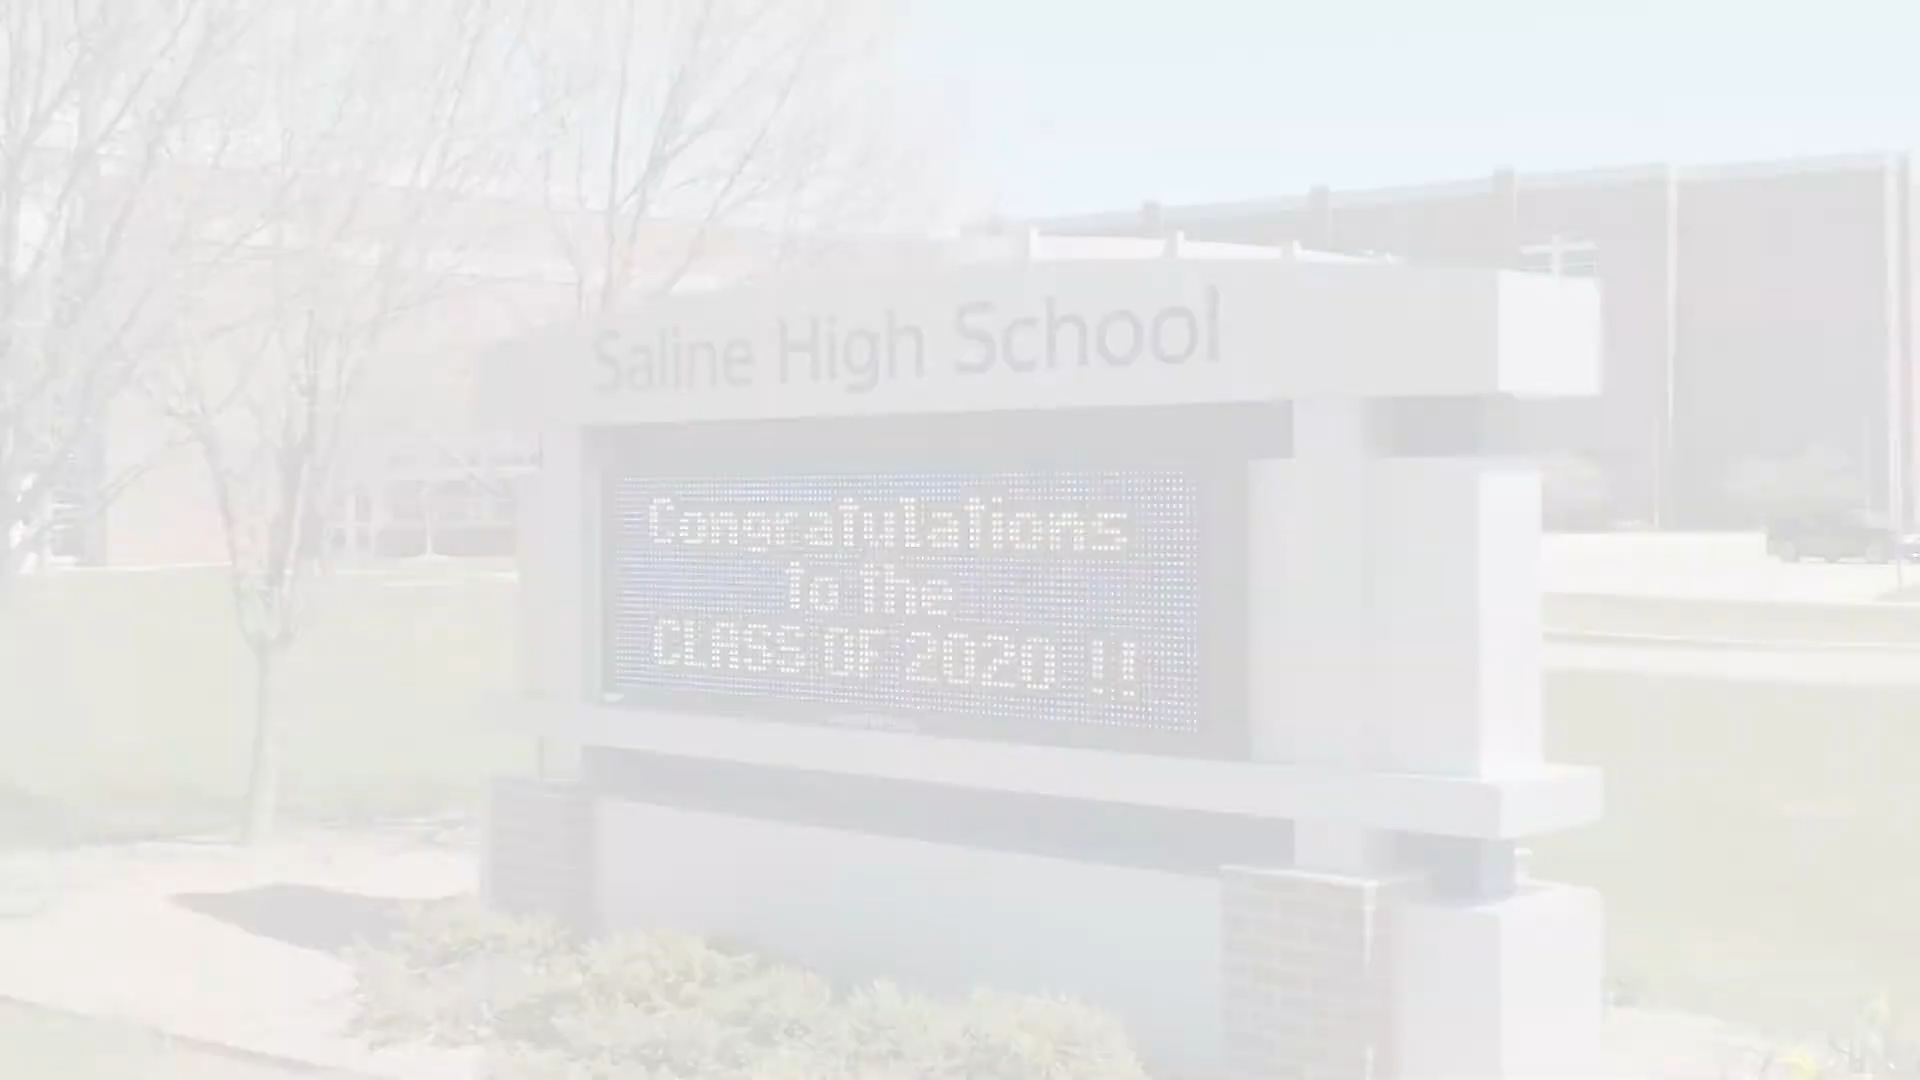 Saline High School
Congratulations
To The
CLASS OF 2020 !!